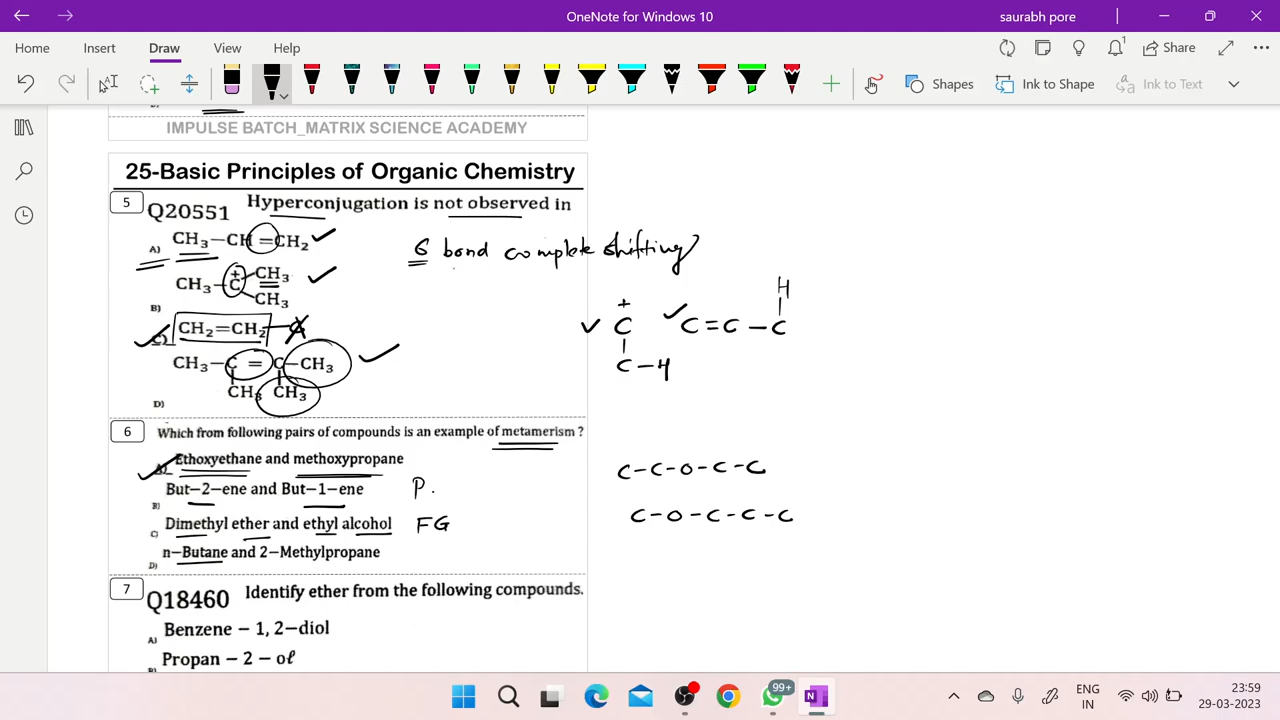 OneNote for Windows 10
saurabh pore
Home Insert Draw View Help
Share
Shapes
Ink to Shape
Ink to Text
IMPULSE BATCH_MATRIX SCIENCE ACADEMY
25-Basic Principles of Organic Chemistry
5
Q20551 Hyperconjugation is not observed in
A) CH₃—CH=CH₂
B) CH₃—C⁺—CH₃
CH₃
C) CH₂=CH₂
D) CH₃—C = C—CH₃
CH₃ CH₃
6 bond complete shifting
H
+
C C=C—C
C—H
6
Which from following pairs of compounds is an example of metamerism ?
A) Ethoxyethane and methoxypropane
B) But−2−ene and But−1−ene P.
C) Dimethyl ether and ethyl alcohol FG
D) n−Butane and 2−Methylpropane
C-C-O-C-C
C-O-C-C-C
7
Q18460 Identify ether from the following compounds.
A) Benzene − 1, 2−diol
B) Propan − 2 − ol
99+
ENG
IN
23:59
29-03-2023